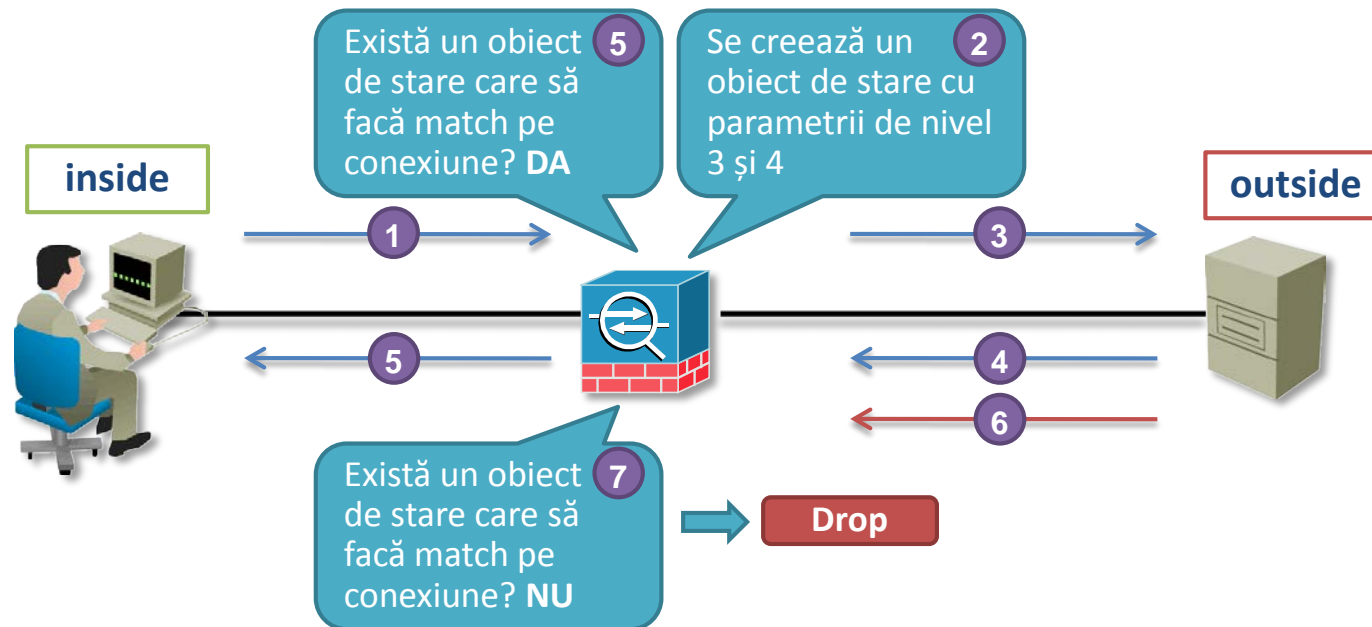 Există un obiect
de stare care să
facă match pe
conexiune? DA
5
Se creează un
obiect de stare cu
parametrii de nivel
3 și 4
2
inside
outside
1
3
5
4
6
Există un obiect
de stare care să
facă match pe
conexiune? NU
7
Drop